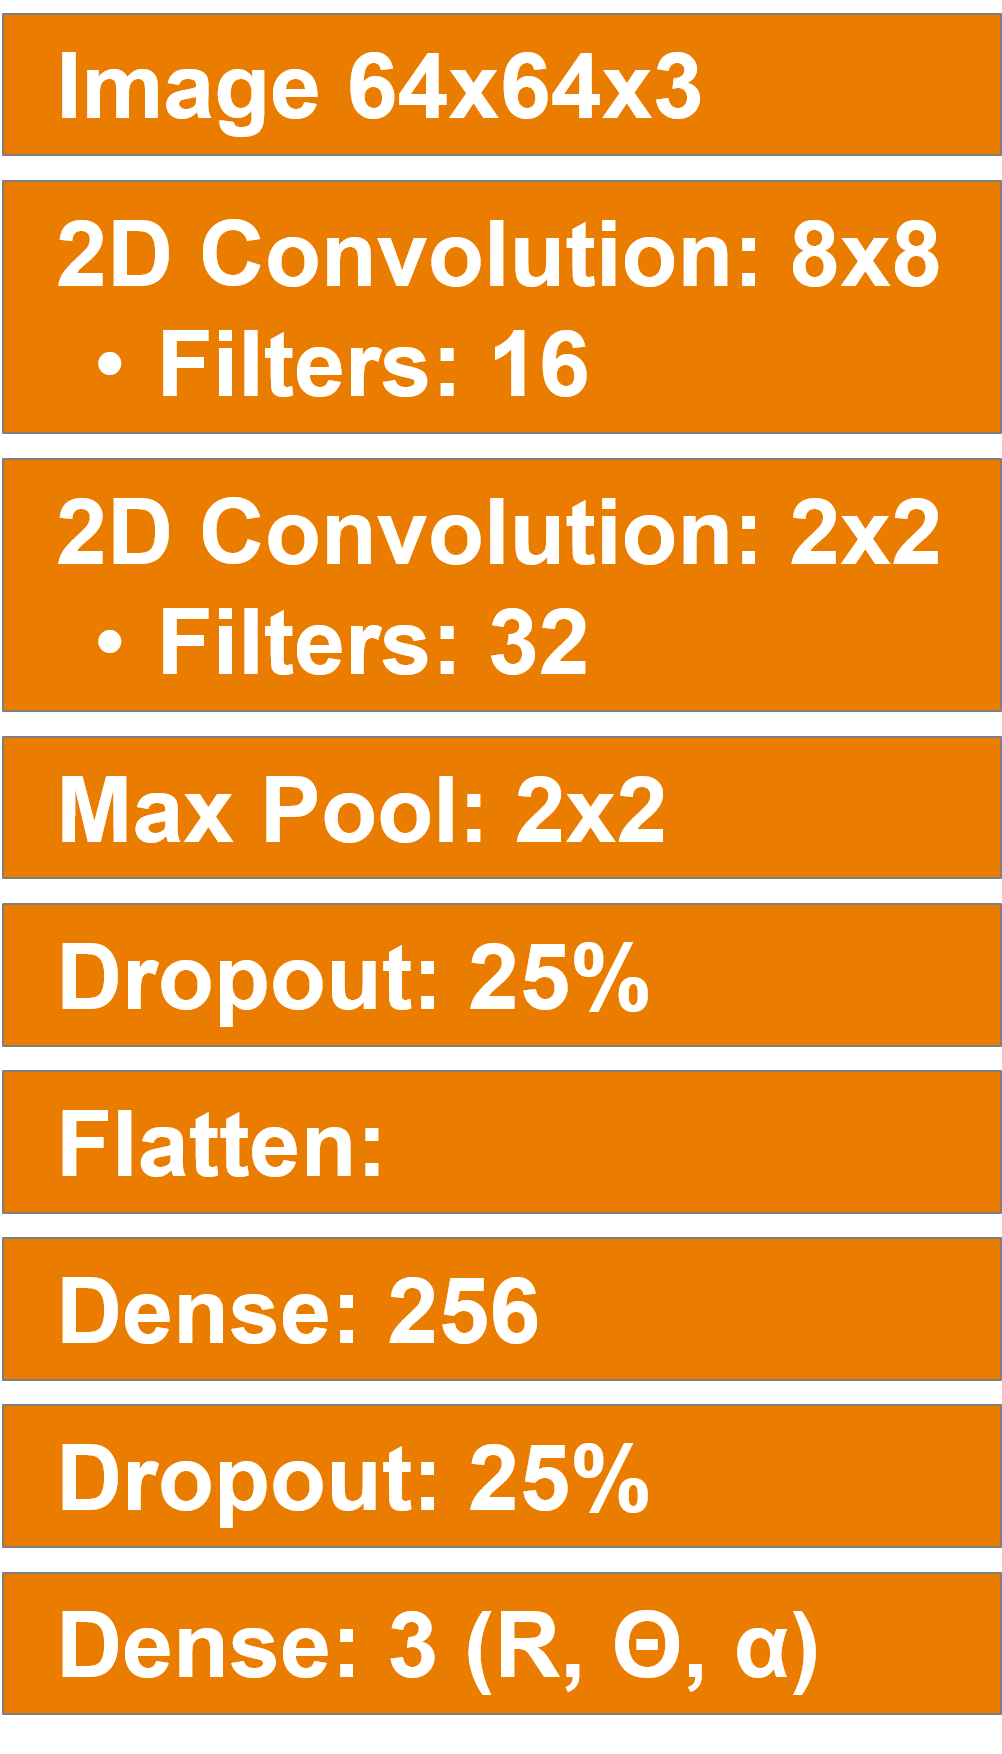 Image 64x64x3
2D Convolution: 8x8
• Filters: 16
2D Convolution: 2x2
• Filters: 32
Max Pool: 2x2
Dropout: 25%
Flatten:
Dense: 256
Dropout: 25%
Dense: 3 (R, Θ, α)